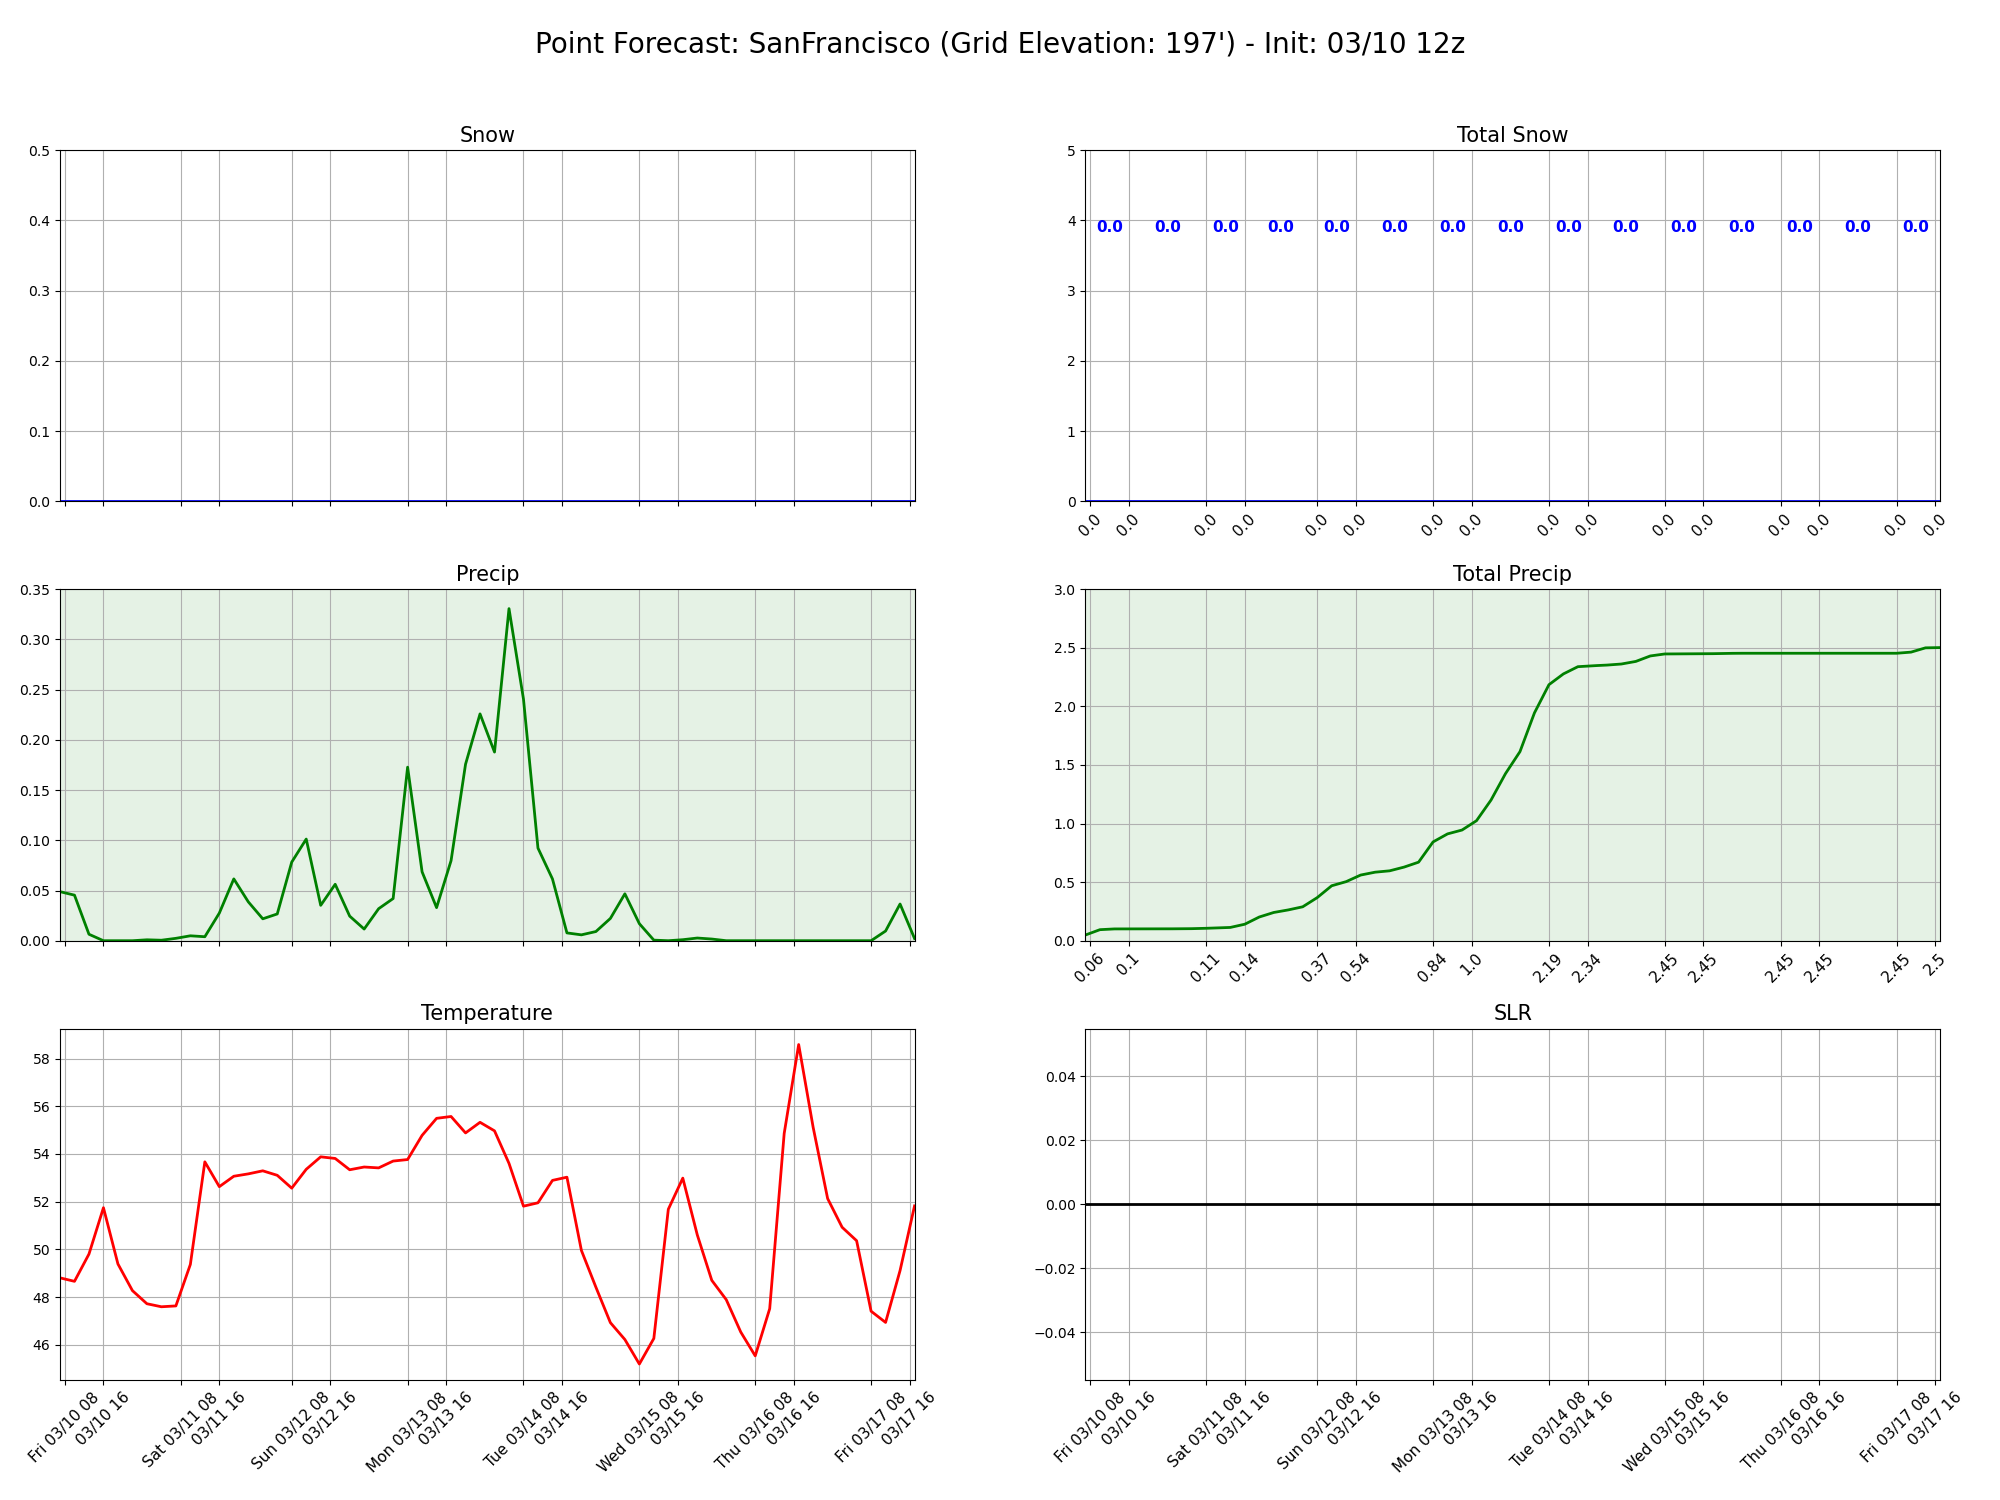 Point Forecast: SanFrancisco (Grid Elevation: 197') - Init: 03/10 12z
Snow
0.5
0.4
0.3
0.2
0.1
0.0
Total Snow
5
4
3
2
1
0
0.0 0.0 0.0 0.0 0.0 0.0 0.0 0.0 0.0 0.0 0.0 0.0 0.0 0.0 0.0
0.0 0.0 0.0 0.0 0.0 0.0 0.0 0.0 0.0 0.0 0.0 0.0 0.0 0.0 0.0 0.0
Precip
0.35
0.30
0.25
0.20
0.15
0.10
0.05
0.00
Total Precip
3.0
2.5
2.0
1.5
1.0
0.5
0.0
0.06 0.1 0.11 0.14 0.37 0.54 0.84 1.0 2.19 2.34 2.45 2.45 2.45 2.45 2.45 2.5
Temperature
58
56
54
52
50
48
46
Fri 03/10 08
03/10 16
Sat 03/11 08
03/11 16
Sun 03/12 08
03/12 16
Mon 03/13 08
03/13 16
Tue 03/14 08
03/14 16
Wed 03/15 08
03/15 16
Thu 03/16 08
03/16 16
Fri 03/17 08
03/17 16
SLR
0.04
0.02
0.00
−0.02
−0.04
Fri 03/10 08
03/10 16
Sat 03/11 08
03/11 16
Sun 03/12 08
03/12 16
Mon 03/13 08
03/13 16
Tue 03/14 08
03/14 16
Wed 03/15 08
03/15 16
Thu 03/16 08
03/16 16
Fri 03/17 08
03/17 16